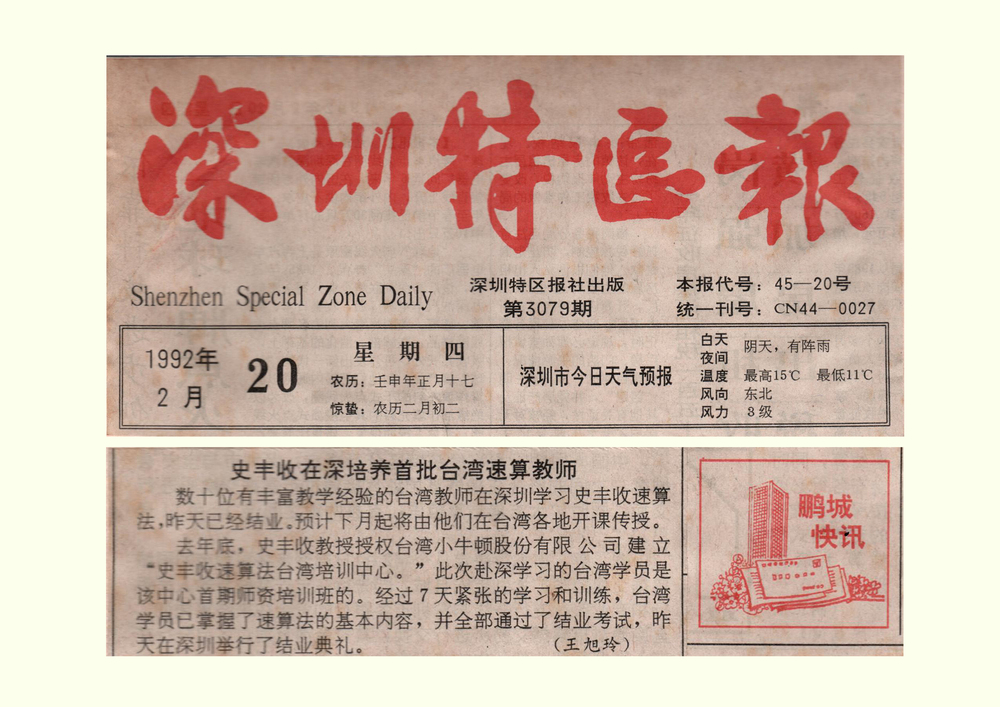 深圳特区報
Shenzhen Special Zone Daily
深圳特区报社出版
第3079期
本报代号：45—20号
统一刊号：CN44—0027
1992年
2月
20
星期四
农历：壬申年正月十七
惊蛰：农历二月初二
深圳市今日天气预报
白天
夜间
阴天，有阵雨
温度 最高15℃ 最低11℃
风向 东北
风力 3级
史丰收在深培养首批台湾速算教师
数十位有丰富教学经验的台湾教师在深圳学习史丰收速算
法，昨天已经结业。预计下月起将由他们在台湾各地开课传授。
去年底，史丰收教授授权台湾小牛顿股份有限公司建立
“史丰收速算法台湾培训中心。”此次赴深学习的台湾学员是
该中心首期师资培训班的。经过7天紧张的学习和训练，台湾
学员已掌握了速算法的基本内容，并全部通过了结业考试，昨
天在深圳举行了结业典礼。 （王旭玲）
鹏城
快讯